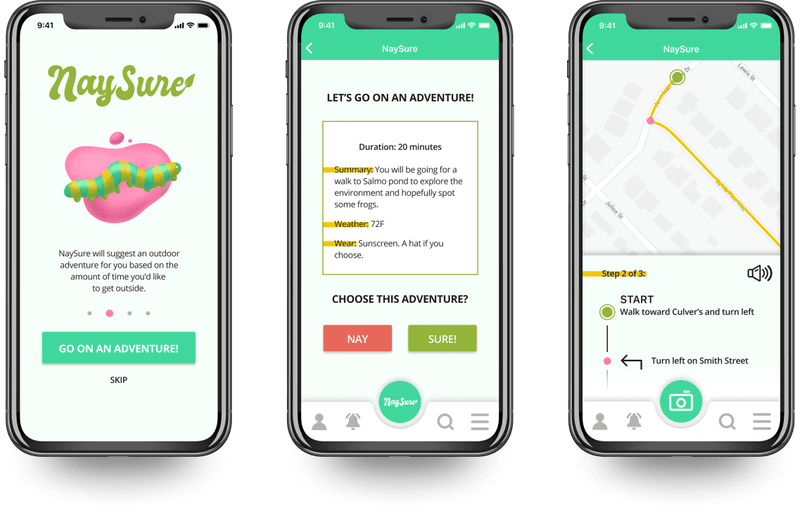 9:41
NaySure
NaySure will suggest an outdoor
adventure for you based on the
amount of time you'd like
to get outside.
GO ON AN ADVENTURE!
SKIP
9:41
NaySure
LET'S GO ON AN ADVENTURE!
Duration: 20 minutes
Summary: You will be going for a
walk to Salmo pond to explore the
environment and hopefully spot
some frogs.
Weather: 72F
Wear: Sunscreen. A hat if you
choose.
CHOOSE THIS ADVENTURE?
NAY
SURE!
NaySure
9:41
NaySure
Lewis St
Julius St
Step 2 of 3:
START
Walk toward Culver's and turn left
Turn left on Smith Street